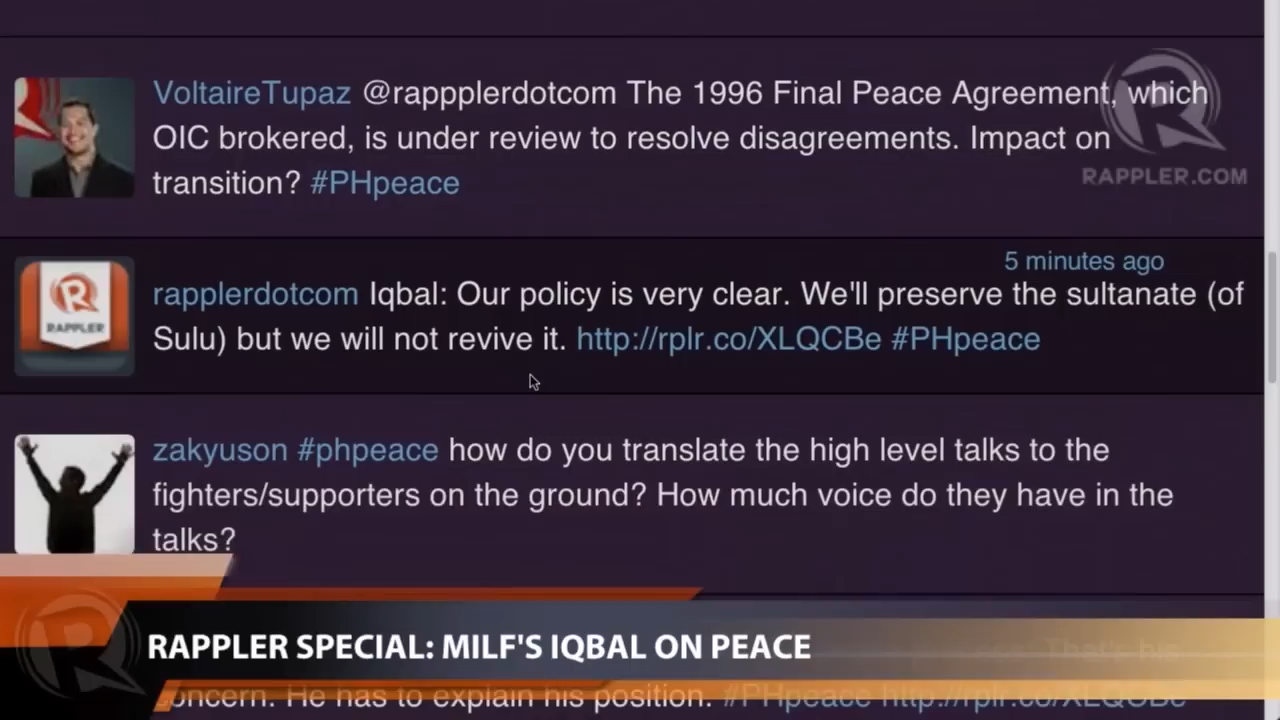 VoltaireTupaz @rappplerdotcom The 1996 Final Peace Agreement, which
OIC brokered, is under review to resolve disagreements. Impact on
transition? #PHpeace
RAPPLER.COM
5 minutes ago
rapplerdotcom Iqbal: Our policy is very clear. We'll preserve the sultanate (of
Sulu) but we will not revive it. http://rplr.co/XLQCBe #PHpeace
RAPPLER
zakyuson #phpeace how do you translate the high level talks to the
fighters/supporters on the ground? How much voice do they have in the
talks?
RAPPLER SPECIAL: MILF'S IQBAL ON PEACE
That's his
concern. He has to explain his position. #PHpeace http://rplr.co/XLQCBe